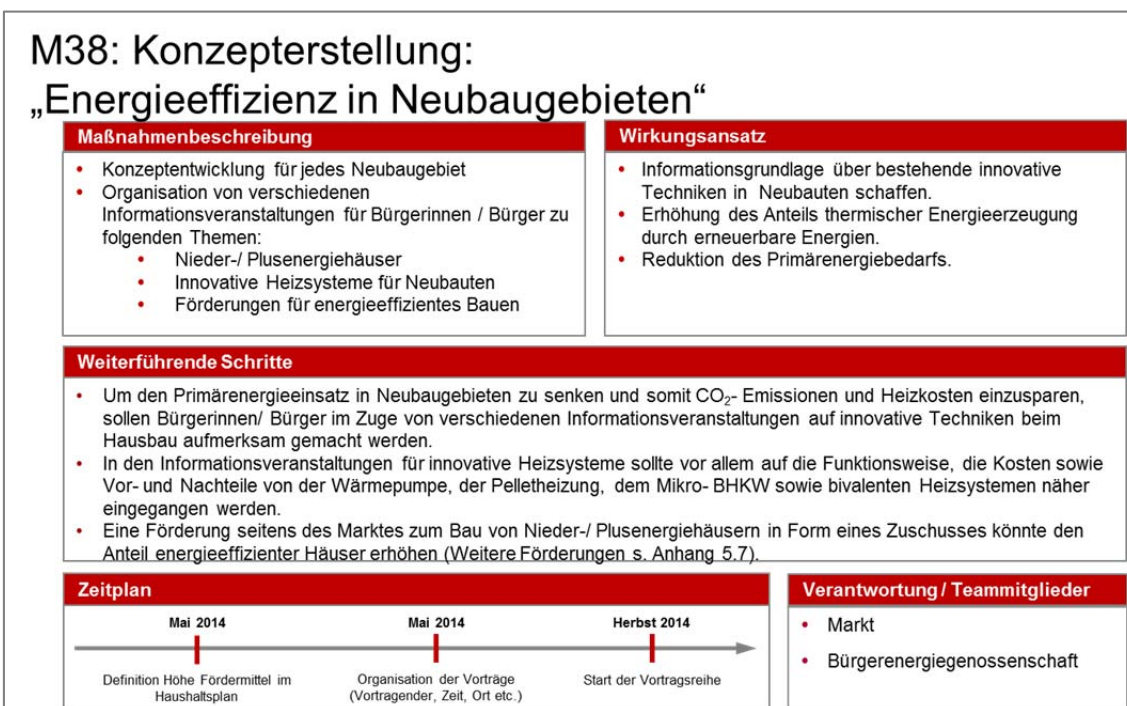 M38: Konzepterstellung:
„Energieeffizienz in Neubaugebieten“
Maßnahmenbeschreibung
• Konzeptentwicklung für jedes Neubaugebiet
• Organisation von verschiedenen
Informationsveranstaltungen für Bürgerinnen / Bürger zu
folgenden Themen:
• Nieder-/ Plusenergiehäuser
• Innovative Heizsysteme für Neubauten
• Förderungen für energieeffizientes Bauen
Wirkungsansatz
• Informationsgrundlage über bestehende innovative
Techniken in Neubauten schaffen.
• Erhöhung des Anteils thermischer Energieerzeugung
durch erneuerbare Energien.
• Reduktion des Primärenergiebedarfs.
Weiterführende Schritte
• Um den Primärenergieeinsatz in Neubaugebieten zu senken und somit CO₂- Emissionen und Heizkosten einzusparen,
sollen Bürgerinnen/ Bürger im Zuge von verschiedenen Informationsveranstaltungen auf innovative Techniken beim
Hausbau aufmerksam gemacht werden.
• In den Informationsveranstaltungen für innovative Heizsysteme sollte vor allem auf die Funktionsweise, die Kosten sowie
Vor- und Nachteile von der Wärmepumpe, der Pelletheizung, dem Mikro- BHKW sowie bivalenten Heizsystemen näher
eingegangen werden.
• Eine Förderung seitens des Marktes zum Bau von Nieder-/ Plusenergiehäusern in Form eines Zuschusses könnte den
Anteil energieeffizienter Häuser erhöhen (Weitere Förderungen s. Anhang 5.7).
Zeitplan
Mai 2014
Definition Höhe Fördermittel im
Haushaltsplan
Mai 2014
Organisation der Vorträge
(Vortragender, Zeit, Ort etc.)
Herbst 2014
Start der Vortragsreihe
Verantwortung / Teammitglieder
• Markt
• Bürgerenergiegenossenschaft